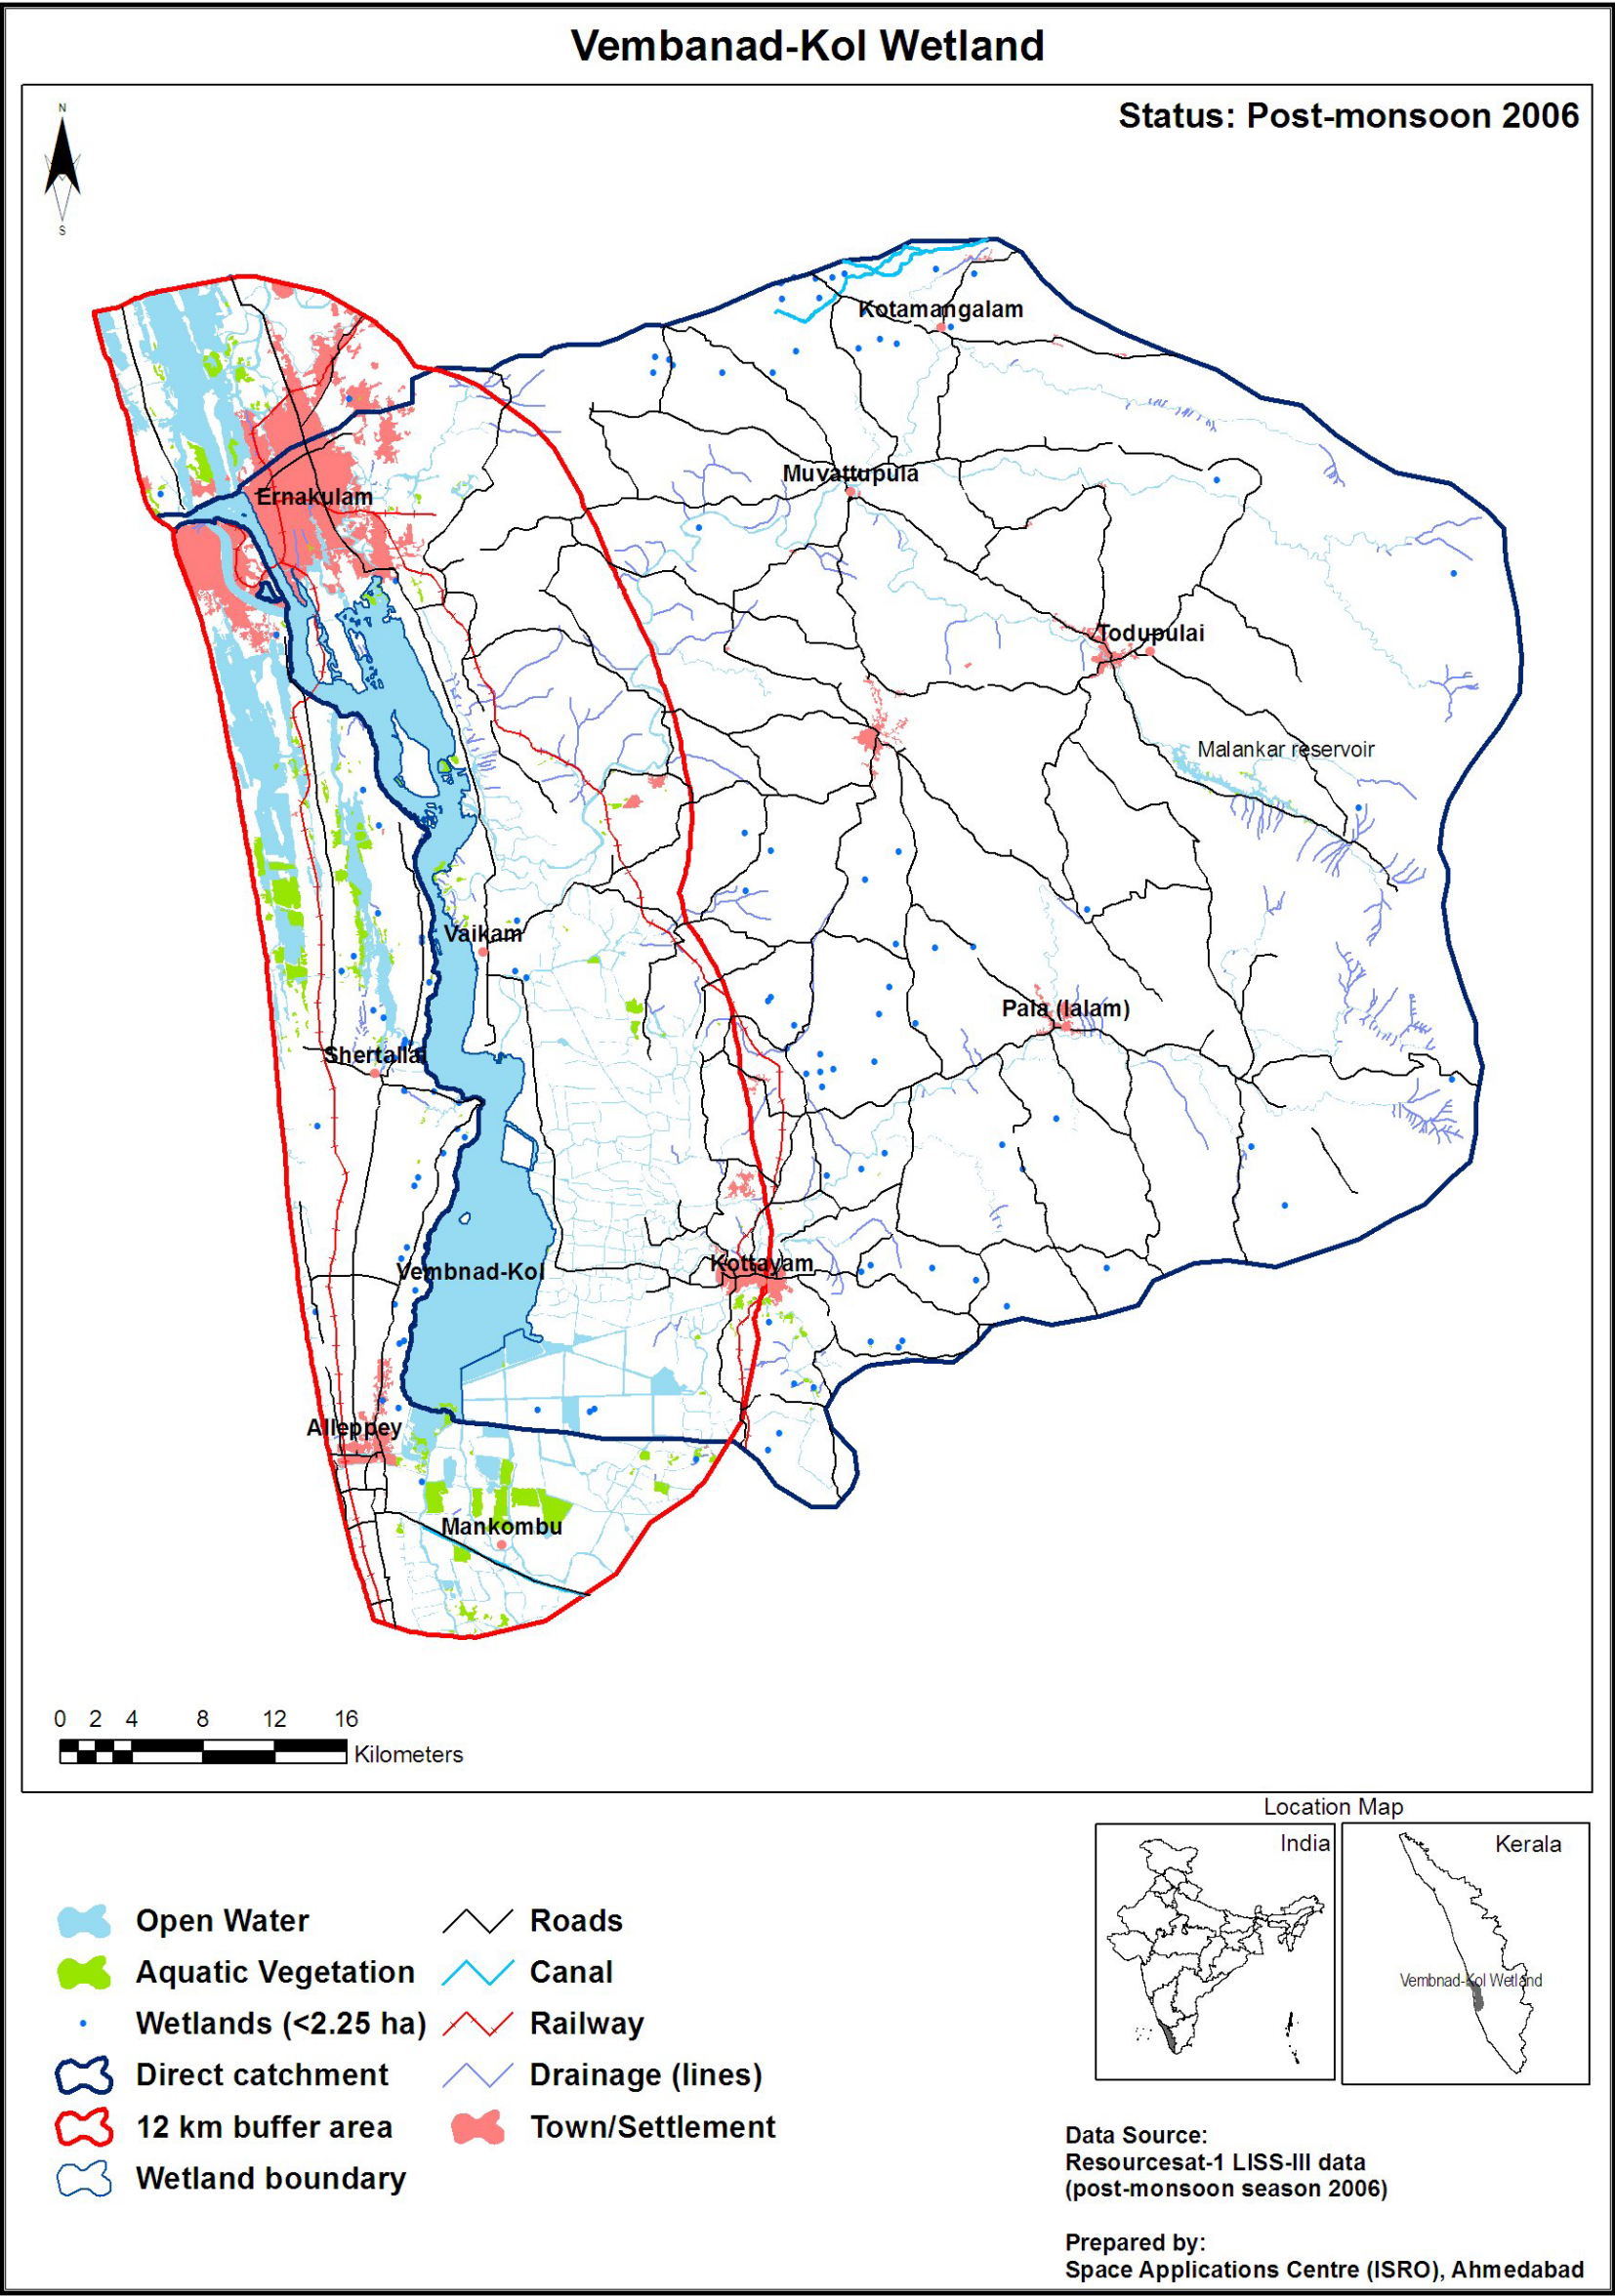 Vembanad-Kol Wetland
Status: Post-monsoon 2006
N
S
Kotamangalam
Muvattupula
Ernakulam
Todupulai
Malankar reservoir
Vaikam
Pala (lalam)
Shertallai
Kottayam
Vembnad-Kol
Alleppey
Mankombu
0 2 4 8 12 16
Kilometers
Location Map
India
Kerala
Vembnad-Kol Wetland
Open Water
Aquatic Vegetation
Wetlands (<2.25 ha)
Direct catchment
12 km buffer area
Wetland boundary
Roads
Canal
Railway
Drainage (lines)
Town/Settlement
Data Source:
Resourcesat-1 LISS-III data
(post-monsoon season 2006)
Prepared by:
Space Applications Centre (ISRO), Ahmedabad